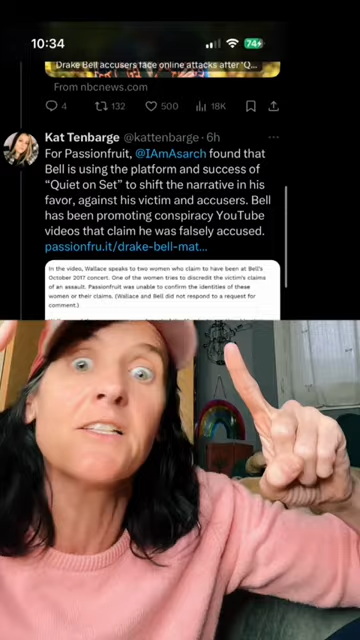 10:34
74
Drake Bell accusers face online attacks after 'Q...
From nbcnews.com
4 132 500 18K
Kat Tenbarge @kattenbarge · 6h
For Passionfruit, @IAmAsarch found that
Bell is using the platform and success of
"Quiet on Set" to shift the narrative in his
favor, against his victim and accusers. Bell
has been promoting conspiracy YouTube
videos that claim he was falsely accused.
passionfru.it/drake-bell-mat...
In the video, Wallace speaks to two women who claim to have been at Bell's
October 2017 concert. One of the women tries to discredit the victim's claims
of an assault. Passionfruit was unable to confirm the identities of these
women or their claims. (Wallace and Bell did not respond to a request for
comment.)